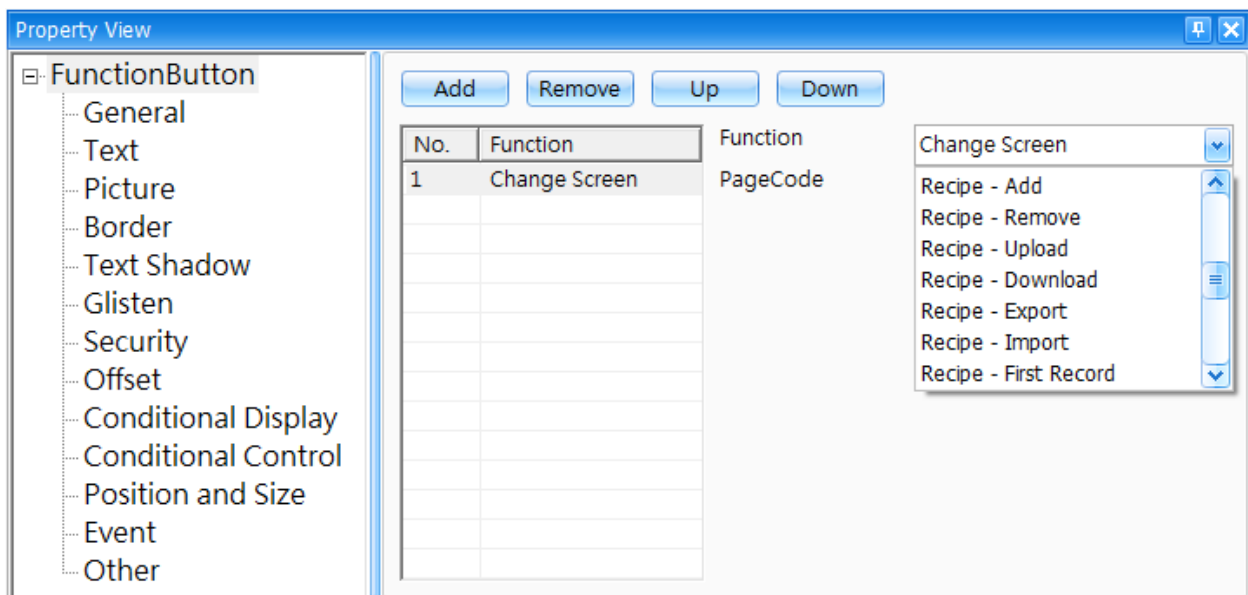 Property View
FunctionButton
General
Text
Picture
Border
Text Shadow
Glisten
Security
Offset
Conditional Display
Conditional Control
Position and Size
Event
Other
Add Remove Up Down
No. Function
1 Change Screen
Function Change Screen
PageCode
Recipe - Add
Recipe - Remove
Recipe - Upload
Recipe - Download
Recipe - Export
Recipe - Import
Recipe - First Record